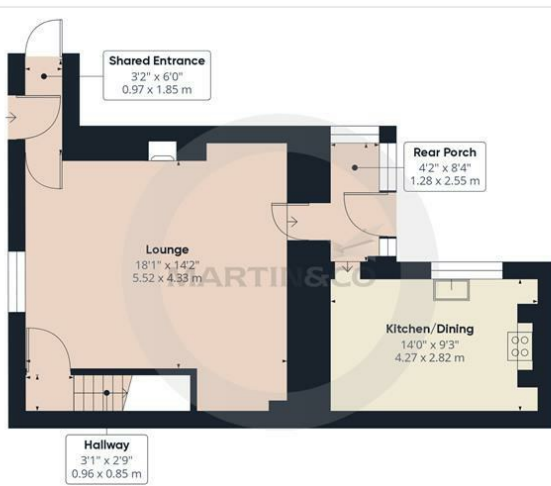 Shared Entrance
3'2" x 6'0"
0.97 x 1.85 m
Rear Porch
4'2" x 8'4"
1.28 x 2.55 m
Lounge
18'1" x 14'2"
5.52 x 4.33 m
MARTIN&CO
Kitchen/Dining
14'0" x 9'3"
4.27 x 2.82 m
Hallway
3'1" x 2'9"
0.96 x 0.85 m